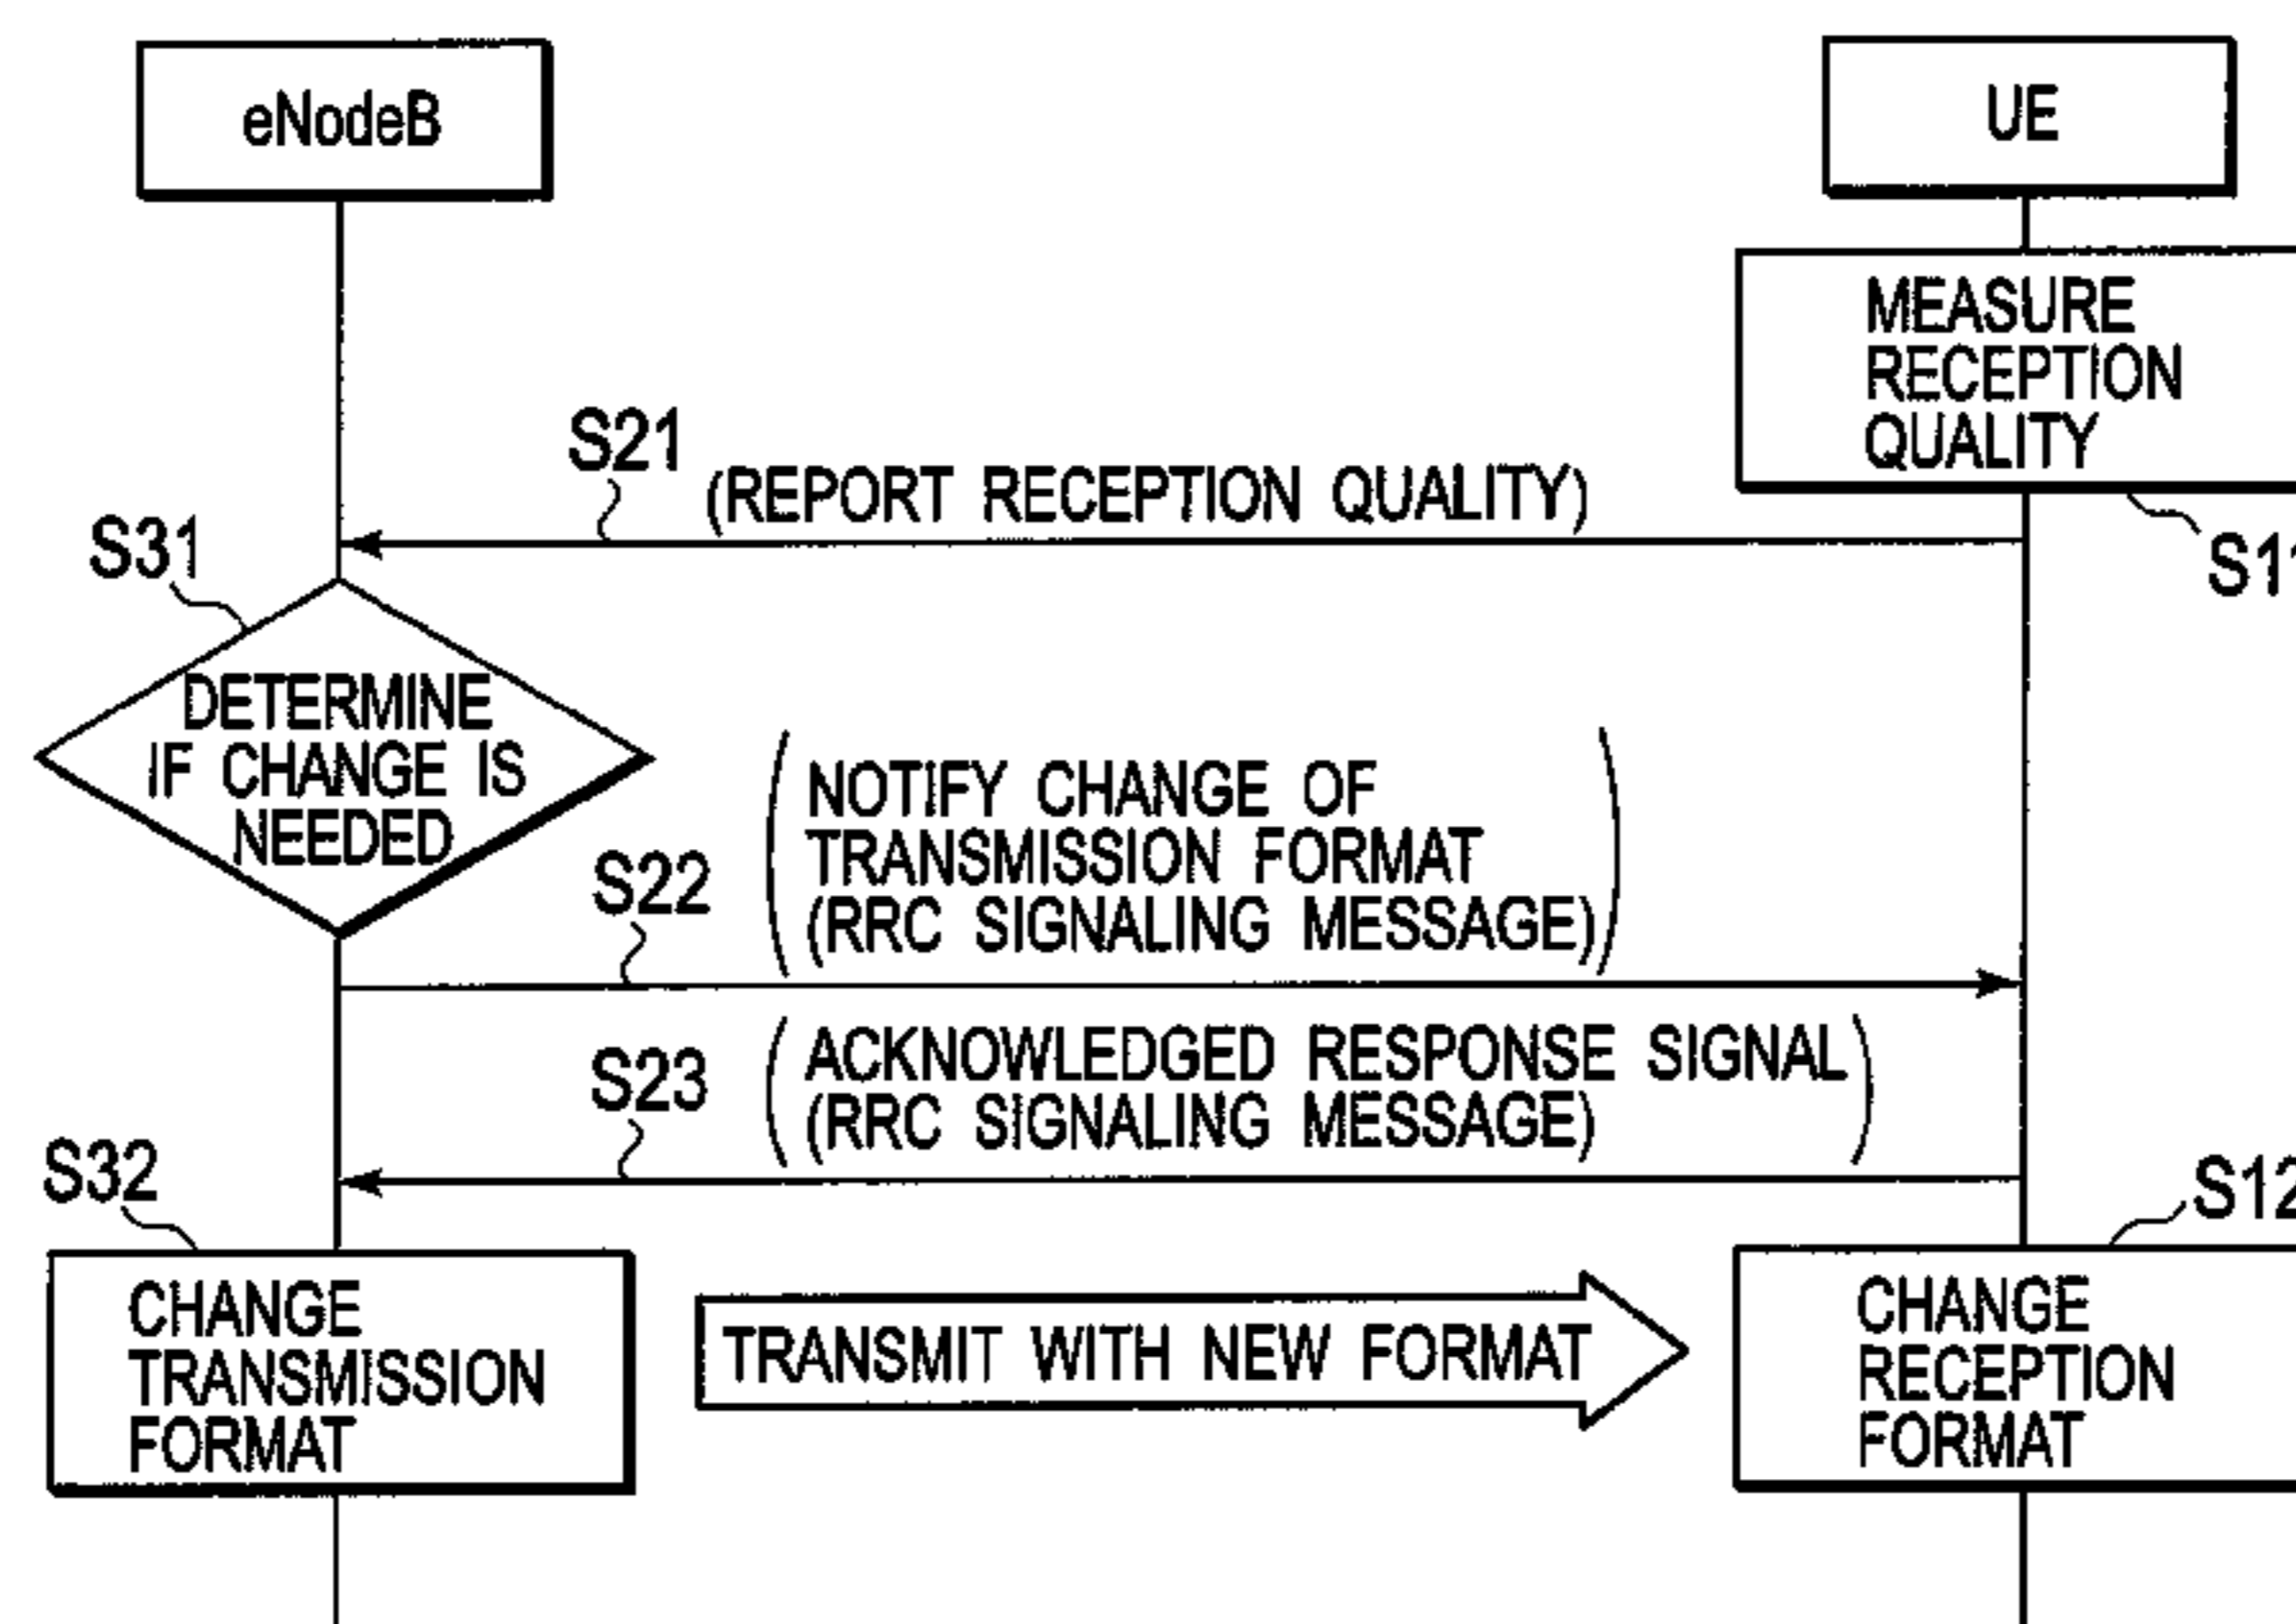 eNodeB
UE
MEASURE
RECEPTION
QUALITY
S21
(REPORT RECEPTION QUALITY)
S31
S11
DETERMINE
IF CHANGE IS
NEEDED
S22
NOTIFY CHANGE OF
TRANSMISSION FORMAT
(RRC SIGNALING MESSAGE)
S23
ACKNOWLEDGED RESPONSE SIGNAL
(RRC SIGNALING MESSAGE)
S32
S12
CHANGE
TRANSMISSION
FORMAT
TRANSMIT WITH NEW FORMAT
CHANGE
RECEPTION
FORMAT